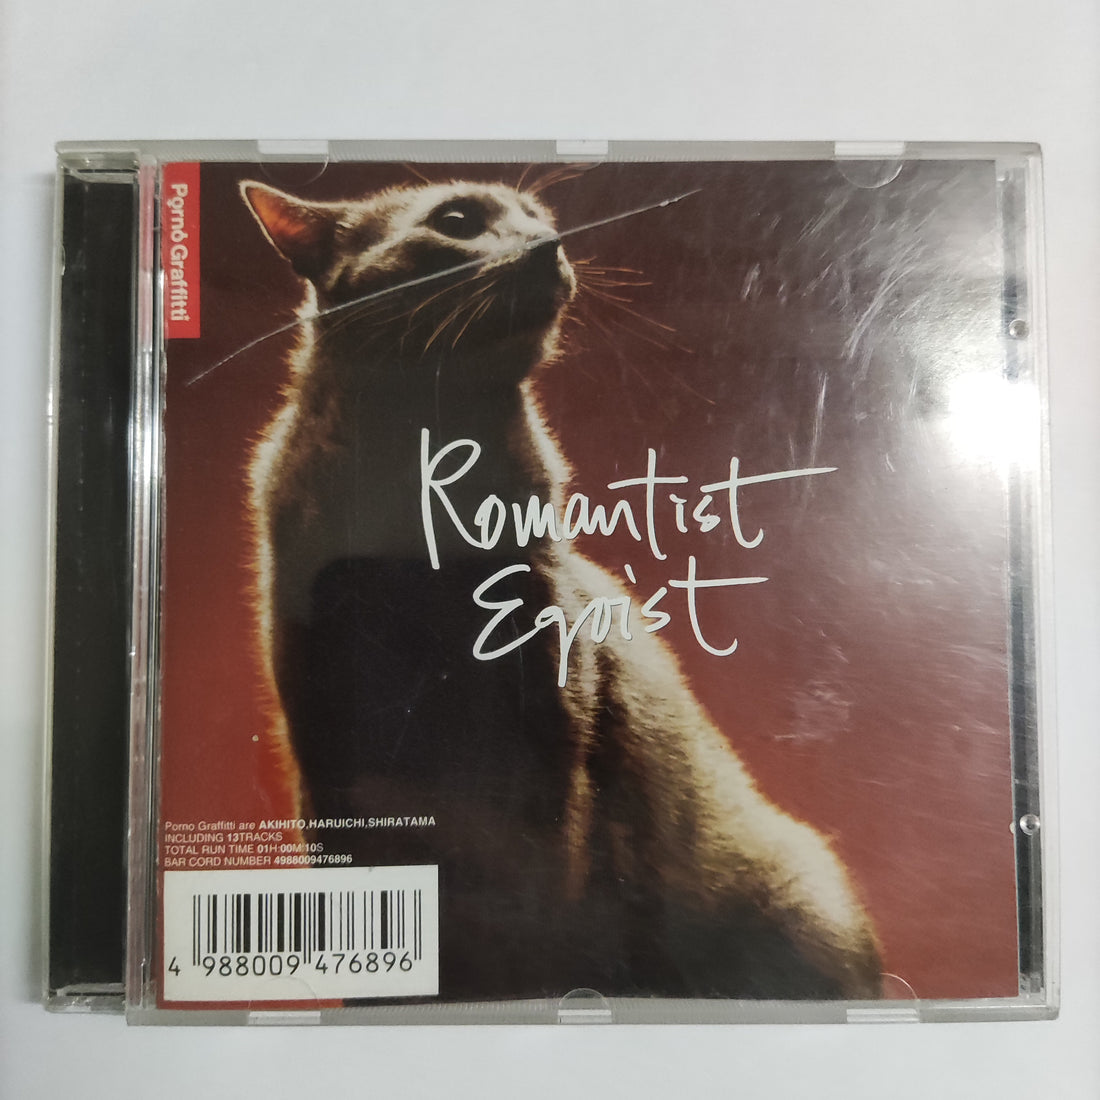 Porno Graffitti
Romantist
Egoist
Porno Graffitti are AKIHITO,HARUICHI,SHIRATAMA
INCLUDING 13TRACKS
TOTAL RUN TIME 01H:00M:10S
BAR CORD NUMBER 4988009476896
4 988009 476896